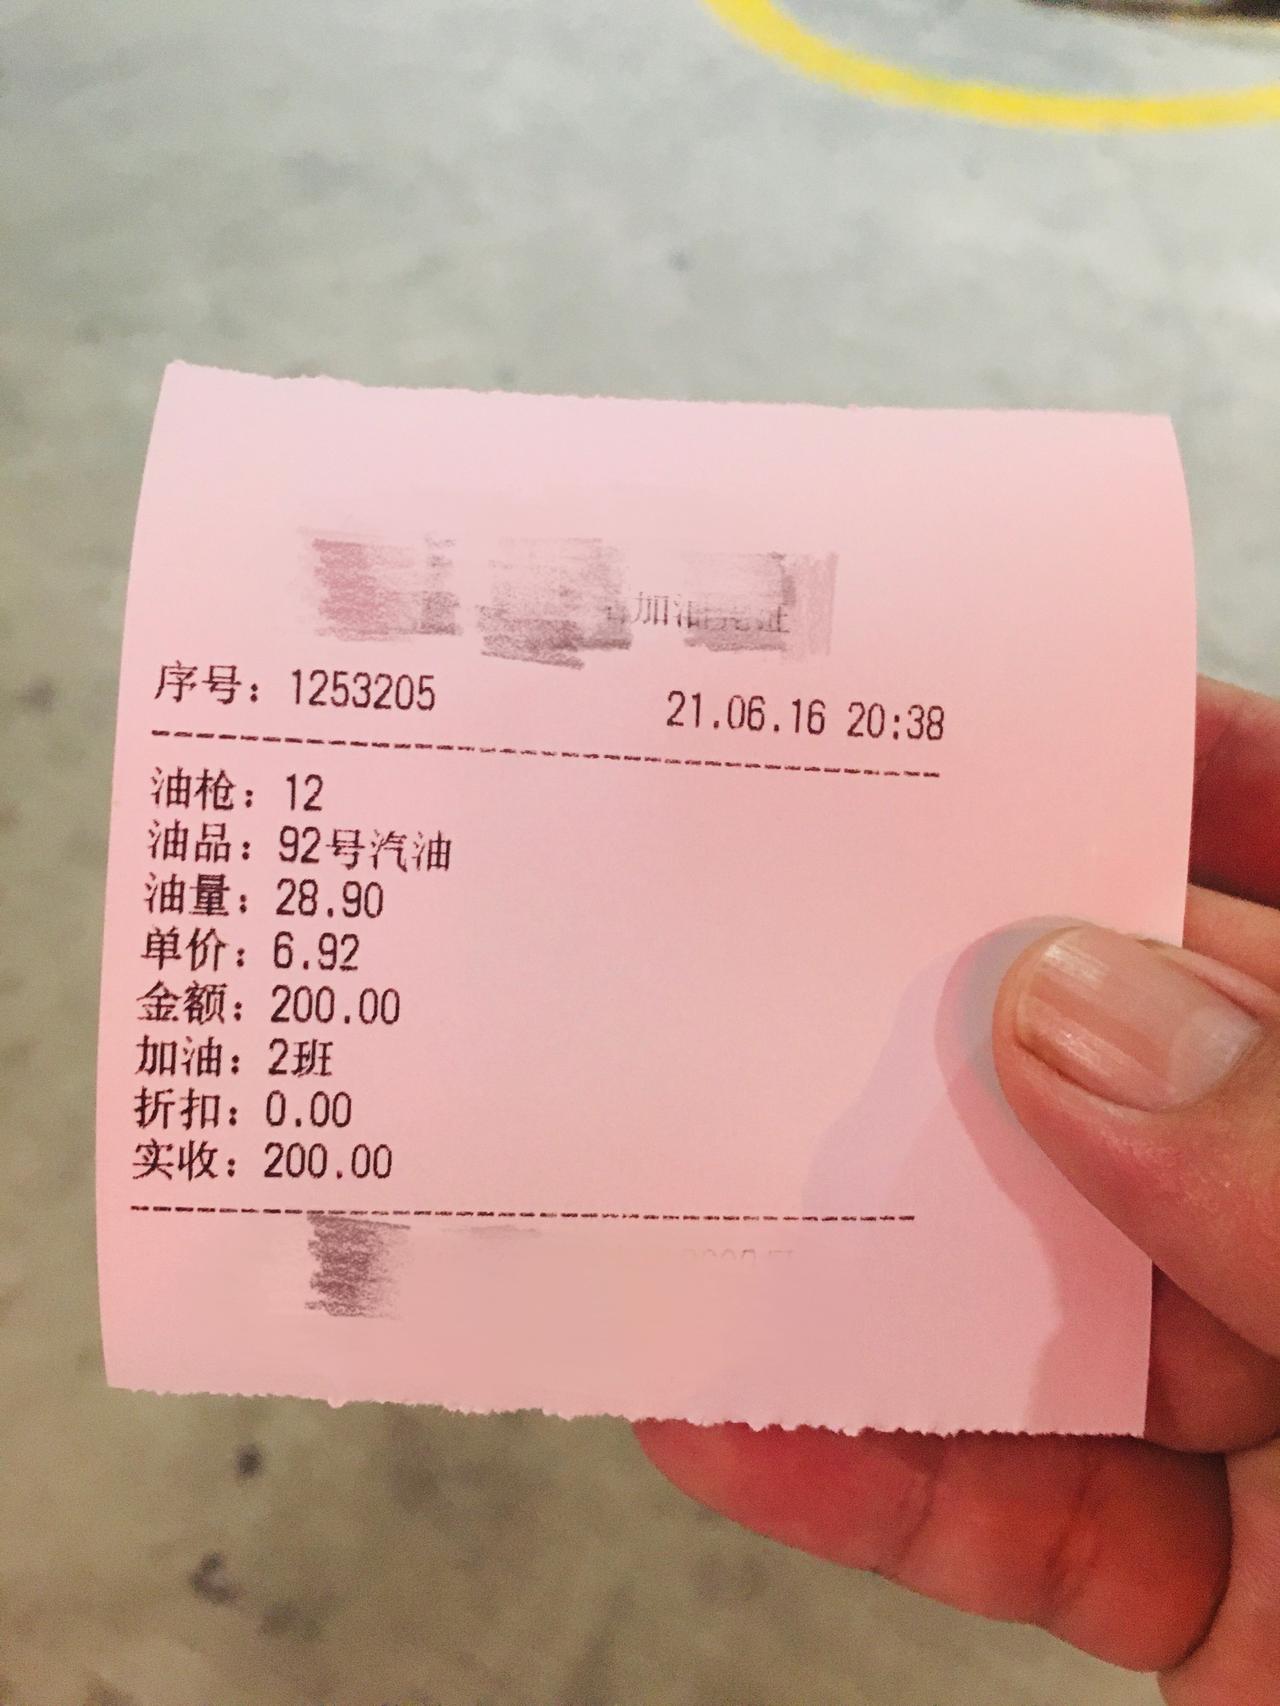 加油凭证
序号：1253205 21.06.16 20:38
油枪：12
油品：92号汽油
油量：28.90
单价：6.92
金额：200.00
加油：2班
折扣：0.00
实收：200.00